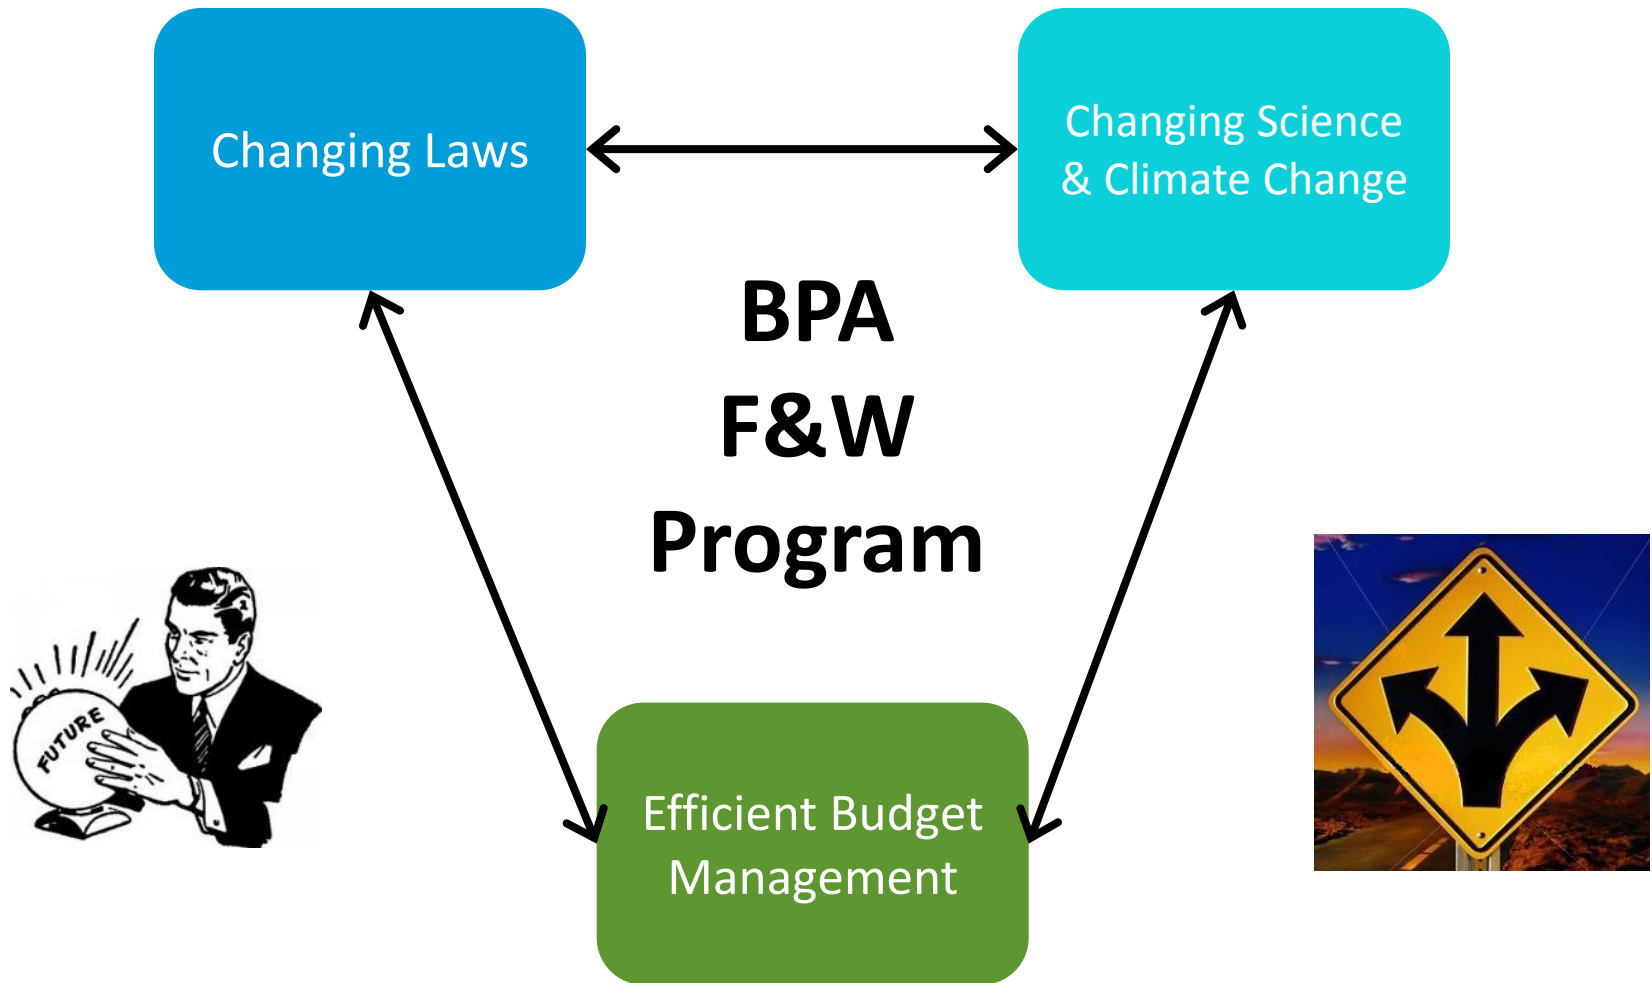 Changing Laws
Changing Science
& Climate Change
BPA
F&W
Program
FUTURE
Efficient Budget
Management